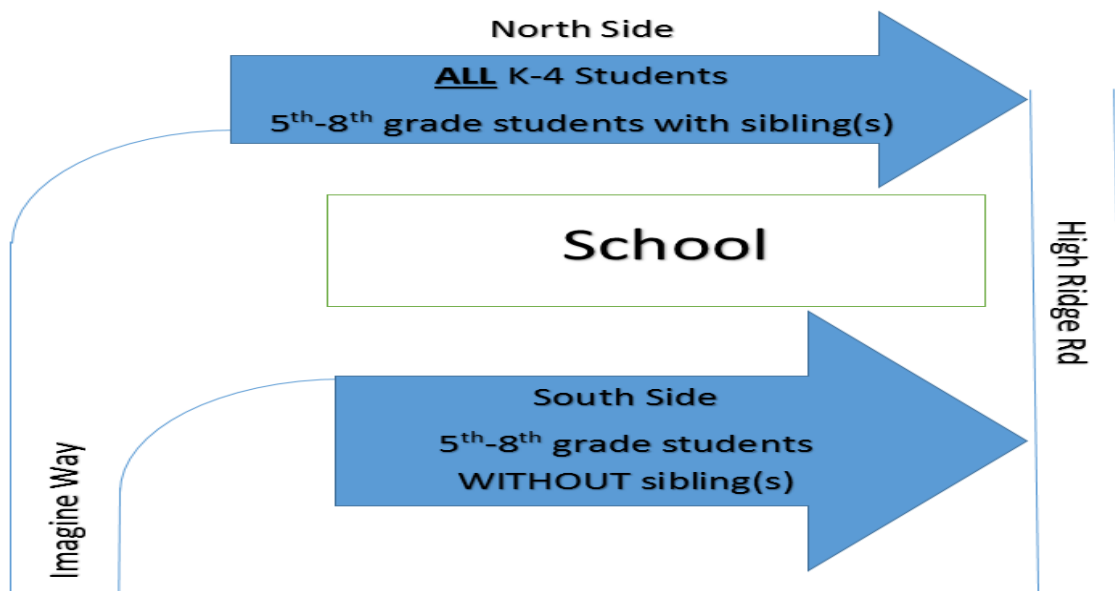 North Side
ALL K-4 Students
5th-8th grade students with sibling(s)
School
High Ridge Rd
South Side
5th-8th grade students
WITHOUT sibling(s)
Imagine Way